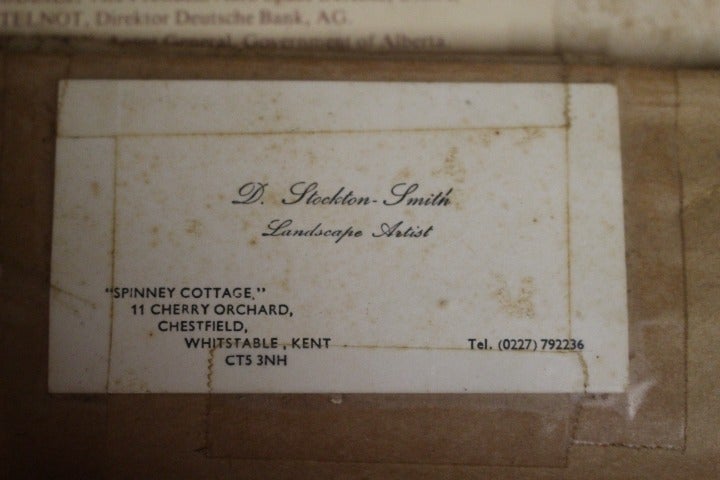 TELNOT, Direktor Deutsche Bank, AG.
General, Government of Alberta.
D. Stockton-Smith
Landscape Artist
"SPINNEY COTTAGE,"
11 CHERRY ORCHARD,
CHESTFIELD,
WHITSTABLE, KENT
CT5 3NH
Tel. (0227) 792236